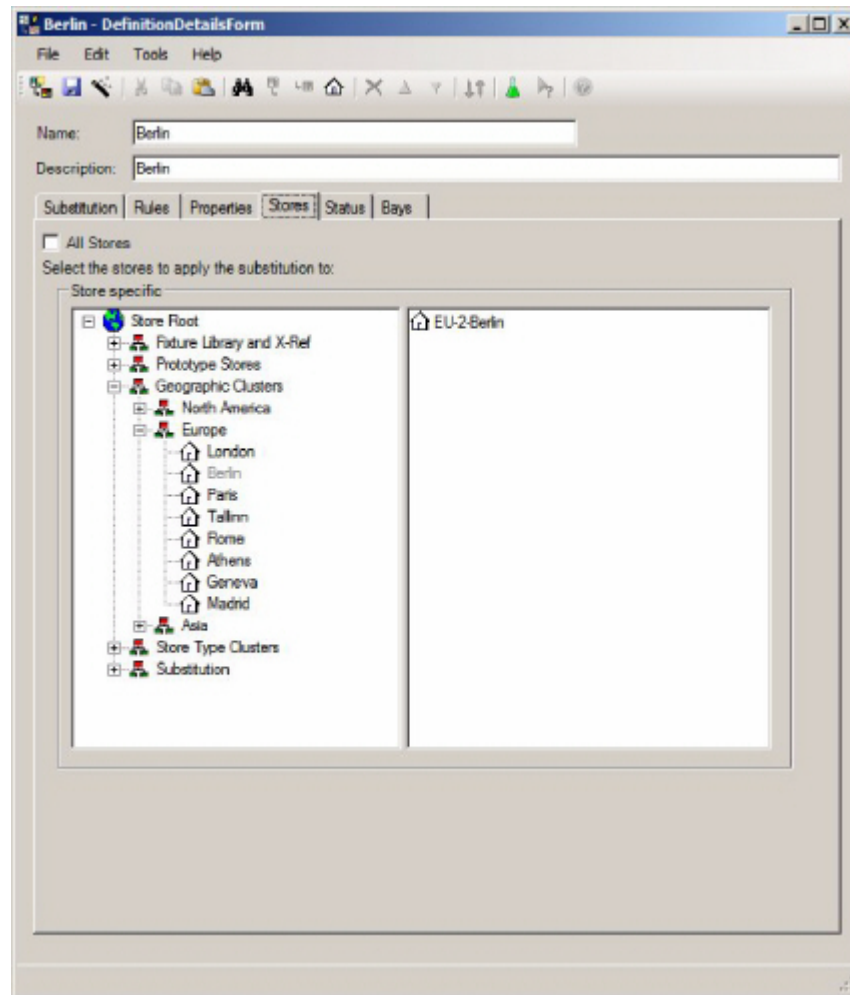 Berlin - DefinitionDetailsForm
File Edit Tools Help
Name: Berlin
Description: Berlin
Substitution Rules Properties Stores Status Bays
All Stores
Select the stores to apply the substitution to:
Store specific
Store Root EU-2-Berlin
Fixture Library and X-Ref
Prototype Stores
Geographic Clusters
North America
Europe
London
Berlin
Paris
Tallinn
Rome
Athens
Geneva
Madrid
Asia
Store Type Clusters
Substitution